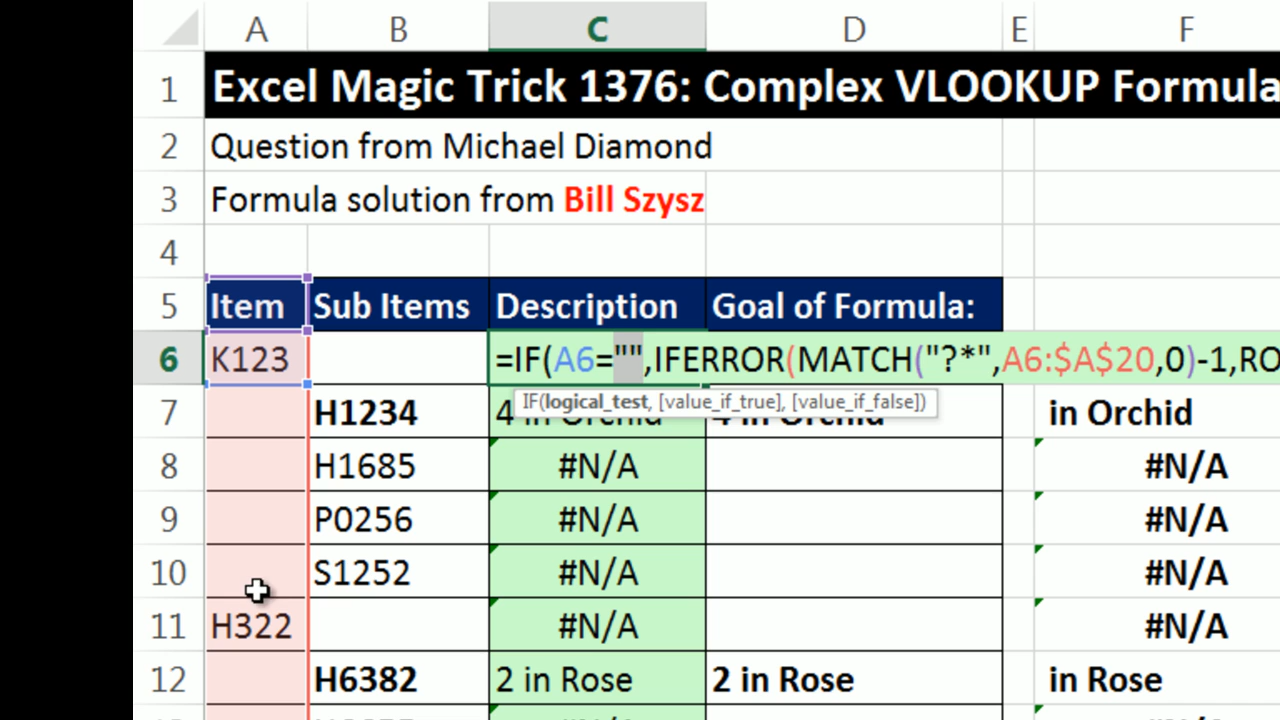 A B C D E F
1 Excel Magic Trick 1376: Complex VLOOKUP Formula
2 Question from Michael Diamond
3 Formula solution from Bill Szysz
4
5 Item Sub Items Description Goal of Formula:
6 K123 =IF(A6="",IFERROR(MATCH("?*",A6:$A$20,0)-1,RO
IF(logical_test, [value_if_true], [value_if_false])
7 H1234 4 in Orchid 4 in Orchid in Orchid
8 H1685 #N/A #N/A
9 P0256 #N/A #N/A
10 S1252 #N/A #N/A
11 H322 #N/A #N/A
12 H6382 2 in Rose 2 in Rose in Rose